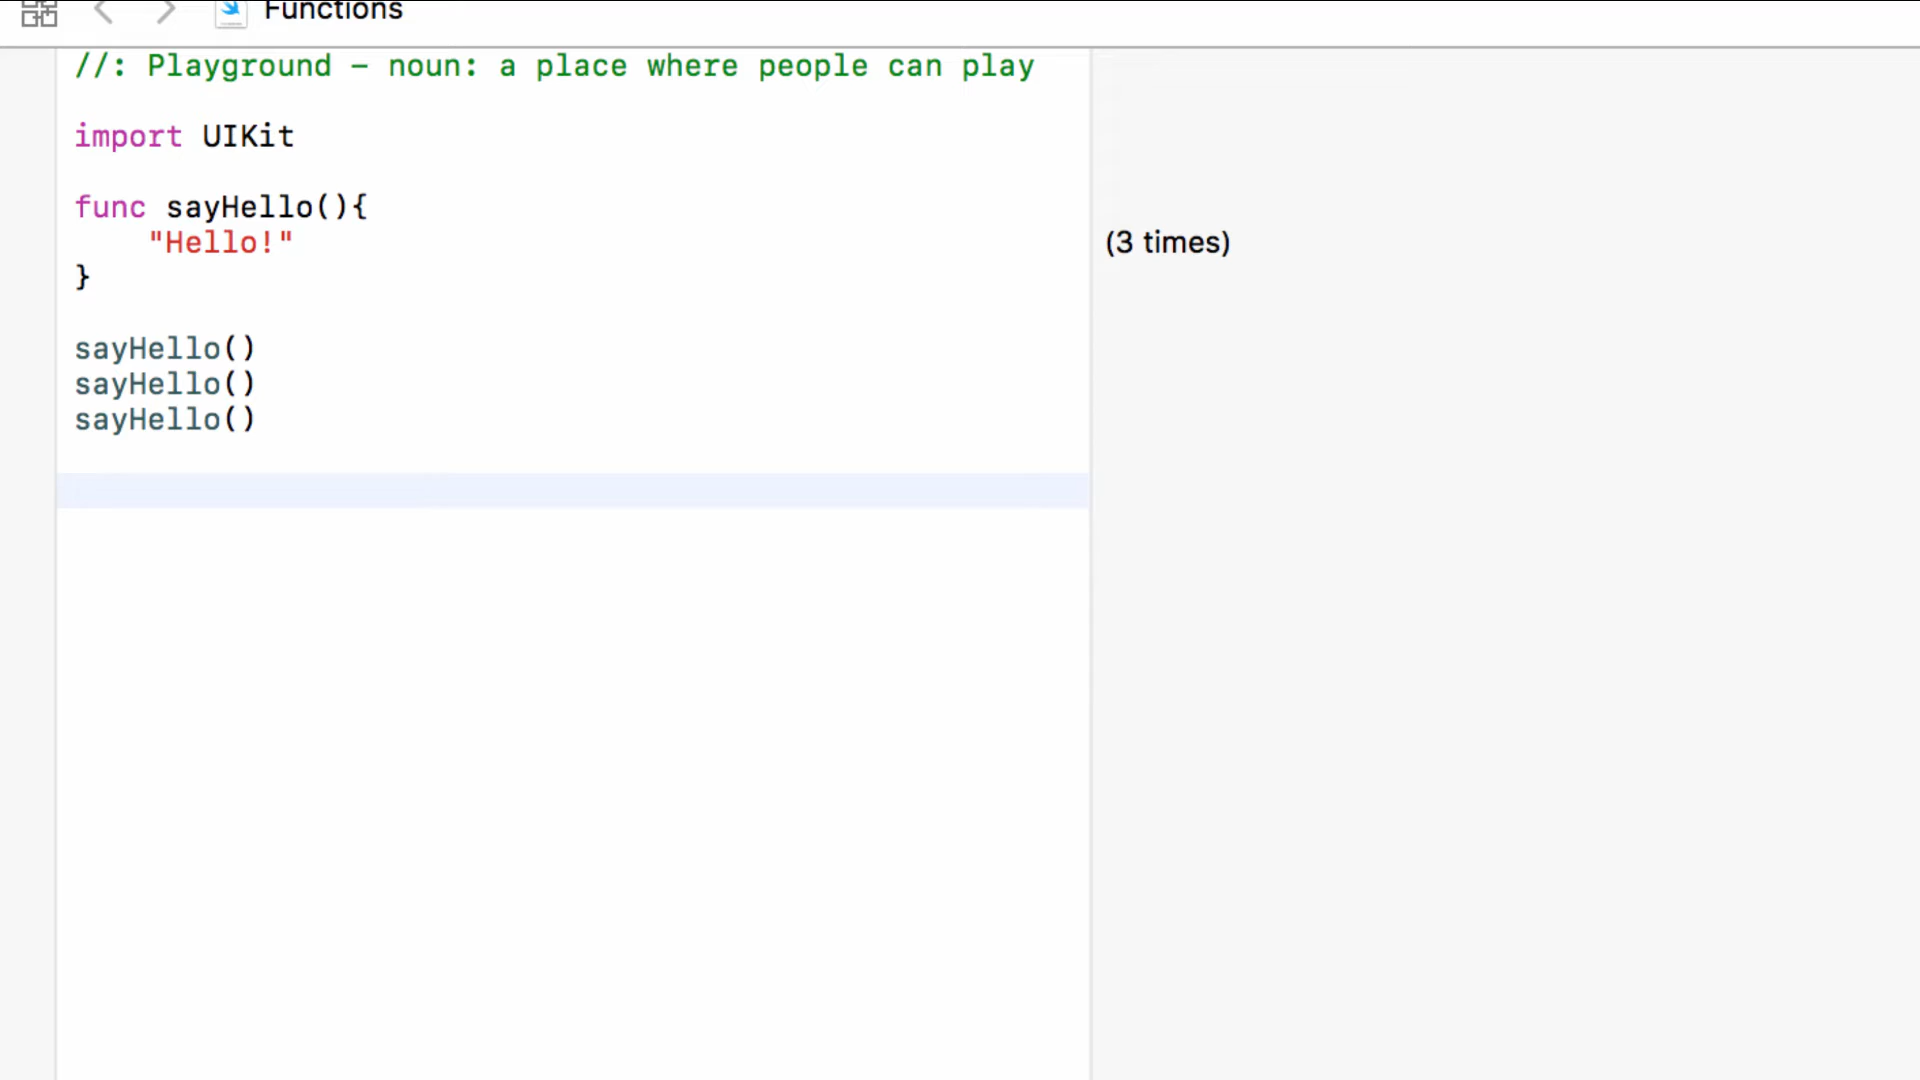 Functions
//: Playground – noun: a place where people can play
import UIKit
func sayHello(){
    "Hello!"
(3 times)
}
sayHello()
sayHello()
sayHello()